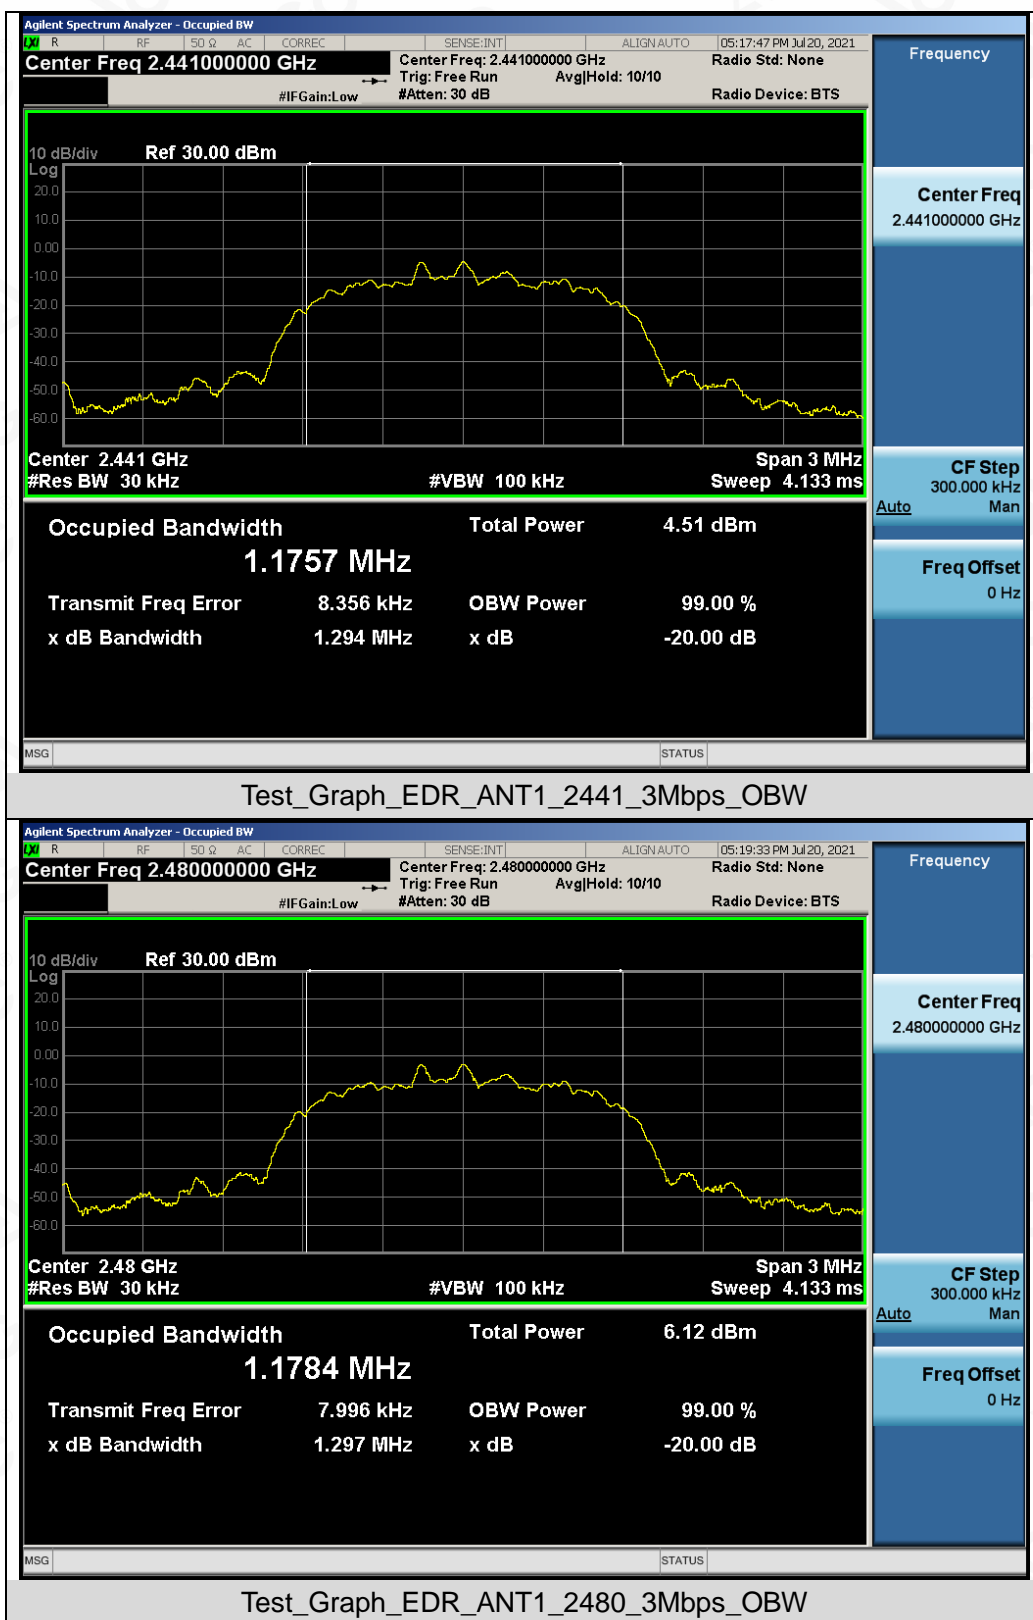 Agilent Spectrum Analyzer - Occupied BW
LXI R RF 50 Ω AC CORREC SENSE:INT ALIGN AUTO 05:17:47 PM Jul 20, 2021
Center Freq 2.441000000 GHz
Center Freq: 2.441000000 GHz
Radio Std: None
Trig: Free Run Avg|Hold: 10/10
#IFGain:Low
#Atten: 30 dB
Radio Device: BTS
Frequency
10 dB/div Ref 30.00 dBm
Log
20.0
10.0
0.00
-10.0
-20.0
-30.0
-40.0
-50.0
-60.0
Center 2.441 GHz Span 3 MHz
#Res BW 30 kHz #VBW 100 kHz Sweep 4.133 ms
Center Freq
2.441000000 GHz
CF Step
300.000 kHz
Auto Man
Freq Offset
0 Hz
Occupied Bandwidth Total Power 4.51 dBm
1.1757 MHz
Transmit Freq Error 8.356 kHz OBW Power 99.00 %
x dB Bandwidth 1.294 MHz x dB -20.00 dB
MSG STATUS
Test_Graph_EDR_ANT1_2441_3Mbps_OBW
Agilent Spectrum Analyzer - Occupied BW
LXI R RF 50 Ω AC CORREC SENSE:INT ALIGN AUTO 05:19:33 PM Jul 20, 2021
Center Freq 2.480000000 GHz
Center Freq: 2.480000000 GHz
Radio Std: None
Trig: Free Run Avg|Hold: 10/10
#IFGain:Low
#Atten: 30 dB
Radio Device: BTS
Frequency
10 dB/div Ref 30.00 dBm
Log
20.0
10.0
0.00
-10.0
-20.0
-30.0
-40.0
-50.0
-60.0
Center 2.48 GHz Span 3 MHz
#Res BW 30 kHz #VBW 100 kHz Sweep 4.133 ms
Center Freq
2.480000000 GHz
CF Step
300.000 kHz
Auto Man
Freq Offset
0 Hz
Occupied Bandwidth Total Power 6.12 dBm
1.1784 MHz
Transmit Freq Error 7.996 kHz OBW Power 99.00 %
x dB Bandwidth 1.297 MHz x dB -20.00 dB
MSG STATUS
Test_Graph_EDR_ANT1_2480_3Mbps_OBW